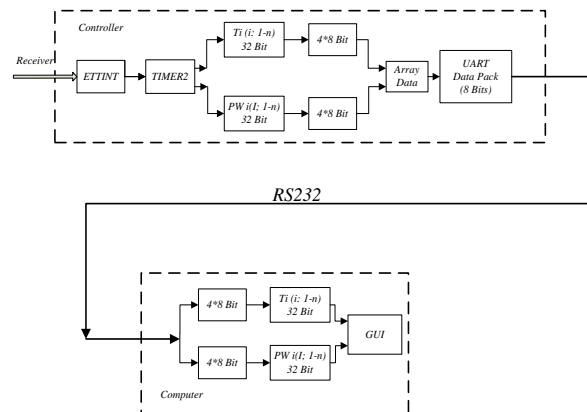 Controller
Receiver
ETTINT
TIMER2
Ti (i: 1-n)
32 Bit
4*8 Bit
PW i(I; 1-n)
32 Bit
4*8 Bit
Array
Data
UART
Data Pack
(8 Bits)
RS232
4*8 Bit
Ti (i: 1-n)
32 Bit
4*8 Bit
PW i(I; 1-n)
32 Bit
GUI
Computer